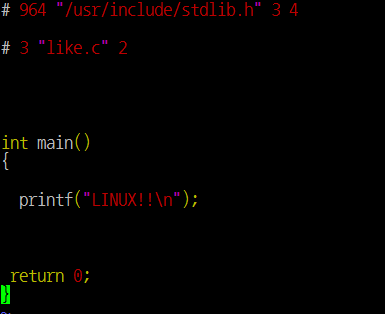 # 964 "/usr/include/stdlib.h" 3 4
# 3 "like.c" 2
int main()
{
printf("LINUX!!\n");
return 0;
}